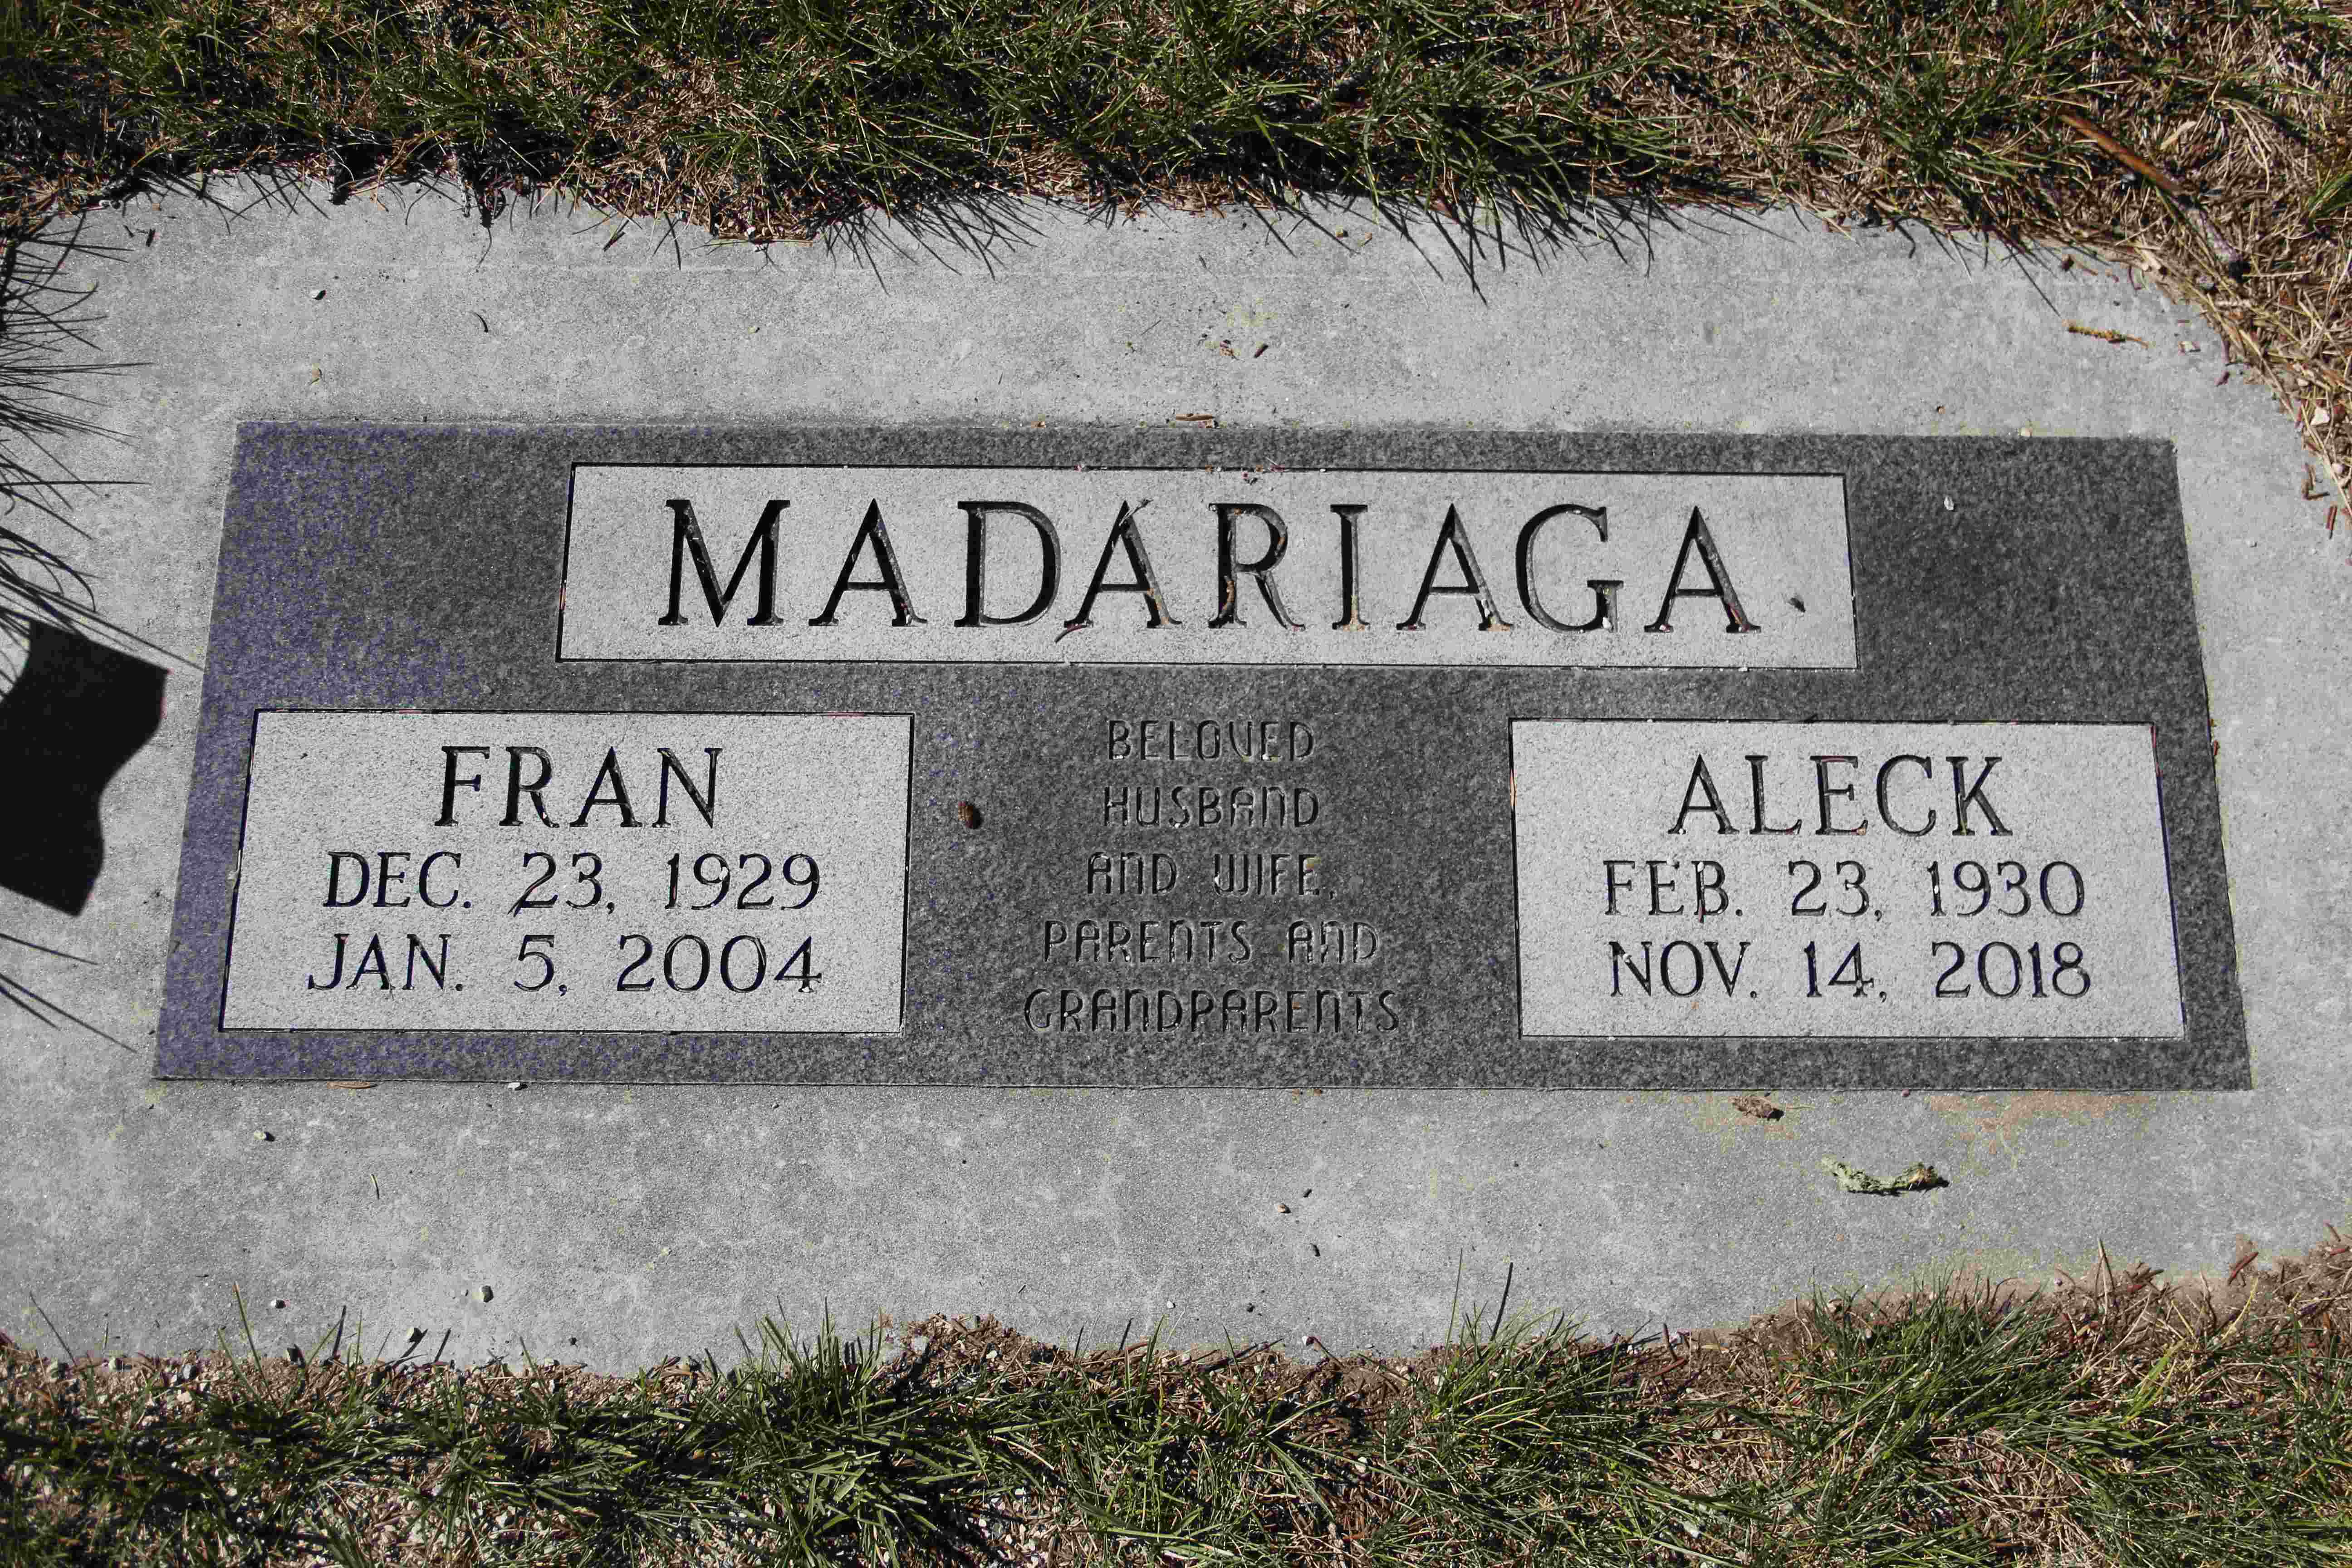 MADARIAGA
FRAN
DEC. 23, 1929
JAN. 5, 2004
BELOVED
HUSBAND
AND WIFE,
PARENTS AND
GRANDPARENTS
ALECK
FEB. 23, 1930
NOV. 14, 2018